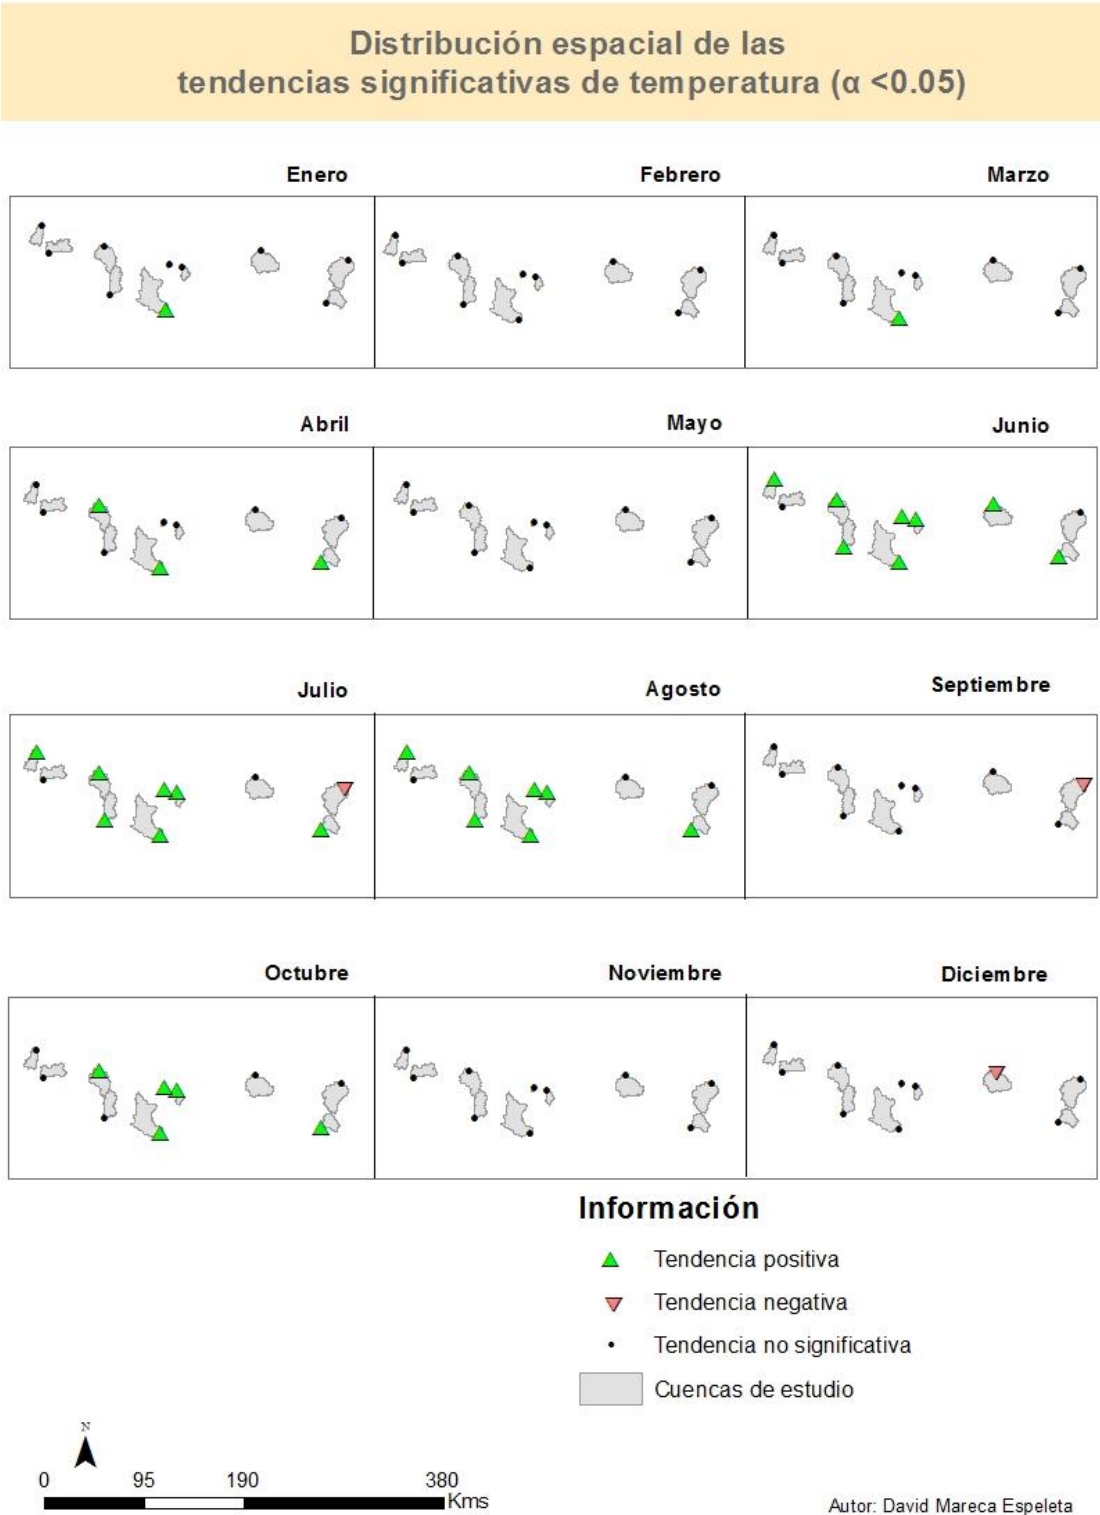 Distribución espacial de las
tendencias significativas de temperatura (α <0.05)
Enero
Febrero
Marzo
Abril
Mayo
Junio
Julio
Agosto
Septiembre
Octubre
Noviembre
Diciembre
Información
Tendencia positiva
Tendencia negativa
Tendencia no significativa
Cuencas de estudio
N
0 95 190 380
Kms
Autor: David Mareca Espeleta